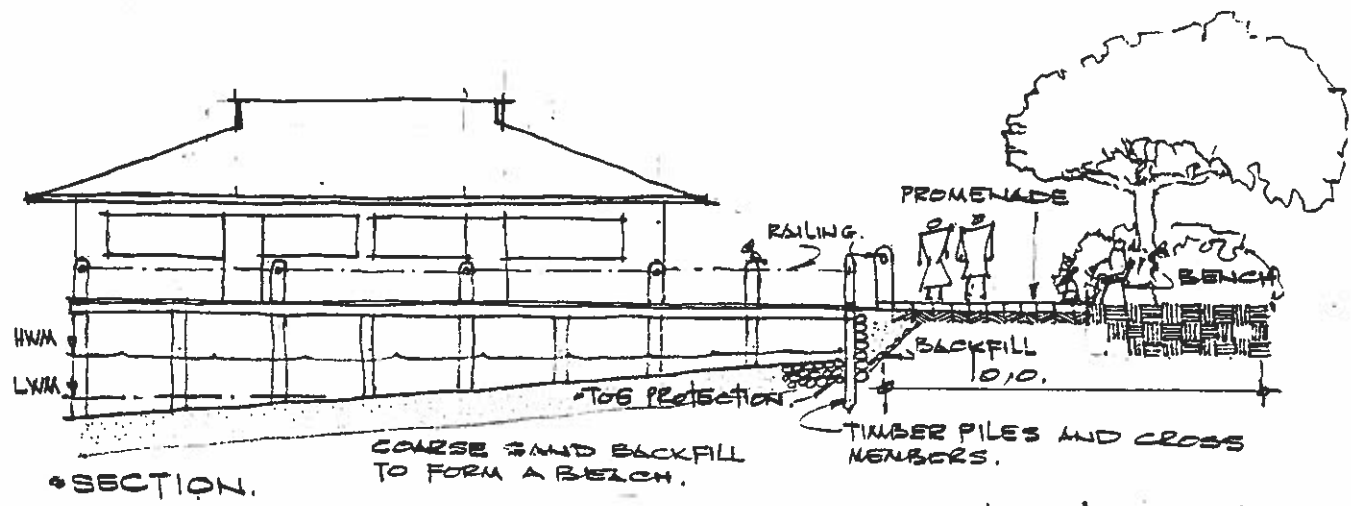 PROMENADE
RAILING.
BENCH
HWM
BACKFILL
LWM
10,0.
•TOE PROTECTION.
TIMBER PILES AND CROSS
MEMBERS.
COARSE SAND BACKFILL
TO FORM A BEACH.
•SECTION.